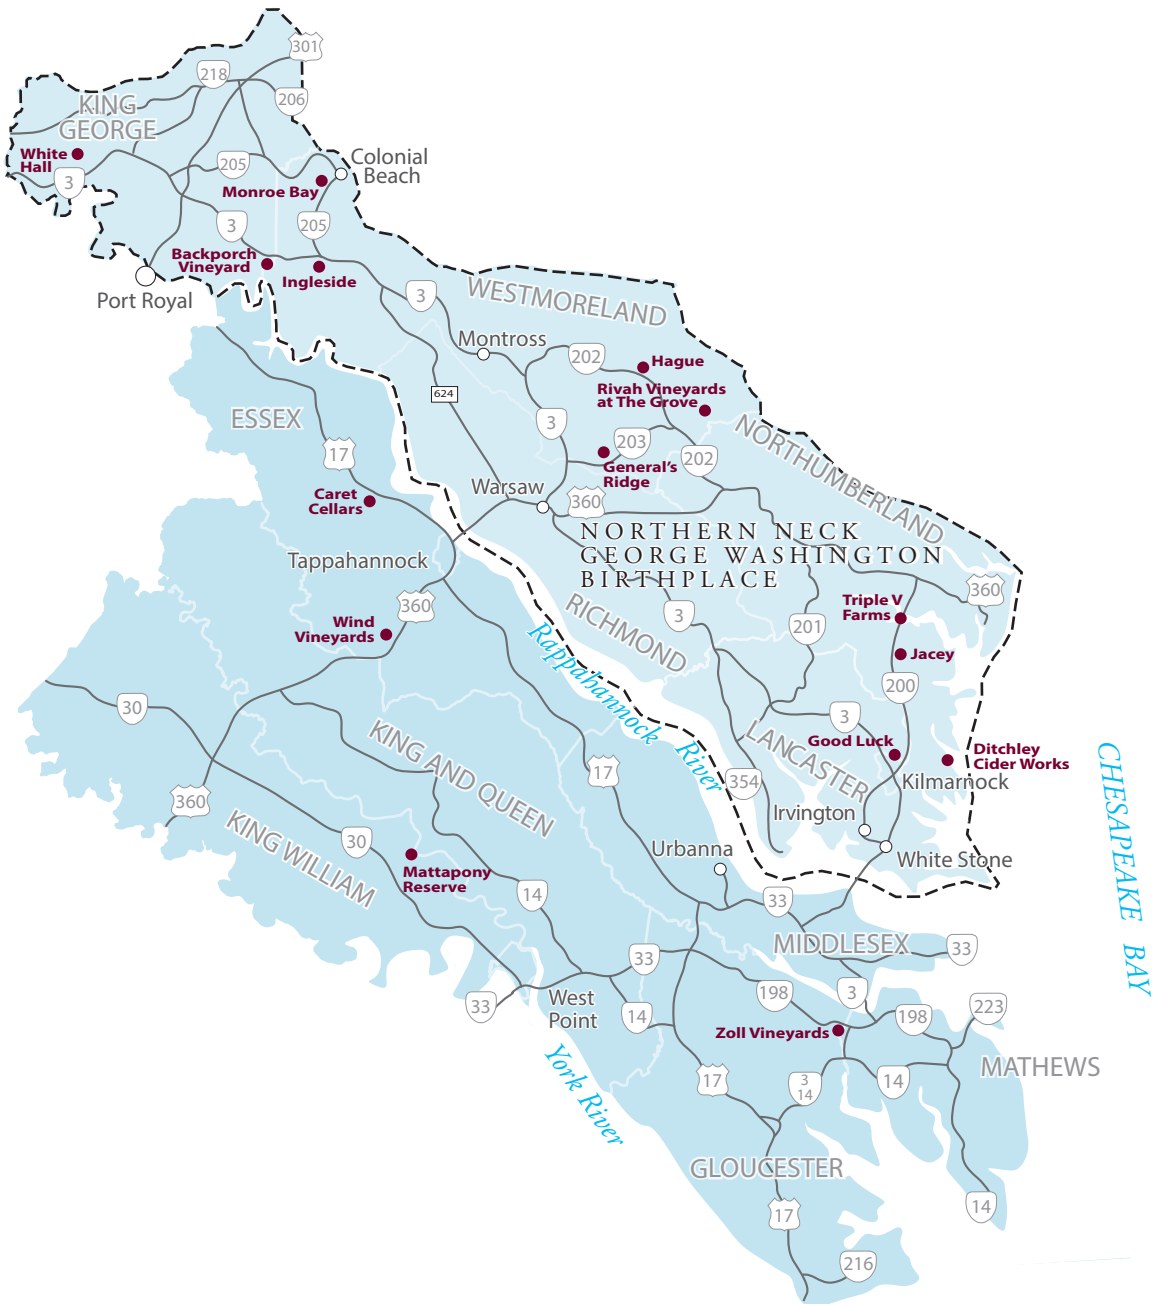 301
218
206
KING
GEORGE
White
Hall
3
205
Colonial
Beach
Monroe Bay
3
205
Backporch
Vineyard
Ingleside
Port Royal
3
WESTMORELAND
Montross
202
Hague
624
Rivah Vineyards
at The Grove
ESSEX
3
203
NORTHUMBERLAND
17
202
General's
Ridge
Warsaw
360
Caret
Cellars
NORTHERN NECK
GEORGE WASHINGTON
BIRTHPLACE
Tappahannock
360
360
Triple V
Farms
RICHMOND
3
201
Wind
Vineyards
Jacey
Rappahannock River
200
30
3
LANCASTER
Good Luck
Ditchley
Cider Works
KING AND QUEEN
17
354
Kilmarnock
CHESAPEAKE BAY
360
Irvington
KING WILLIAM
30
Urbanna
White Stone
Mattapony
Reserve
14
33
MIDDLESEX
33
33
198
3
33
West
Point
14
198
223
Zoll Vineyards
York River
17
3
14
14
MATHEWS
GLOUCESTER
14
17
216